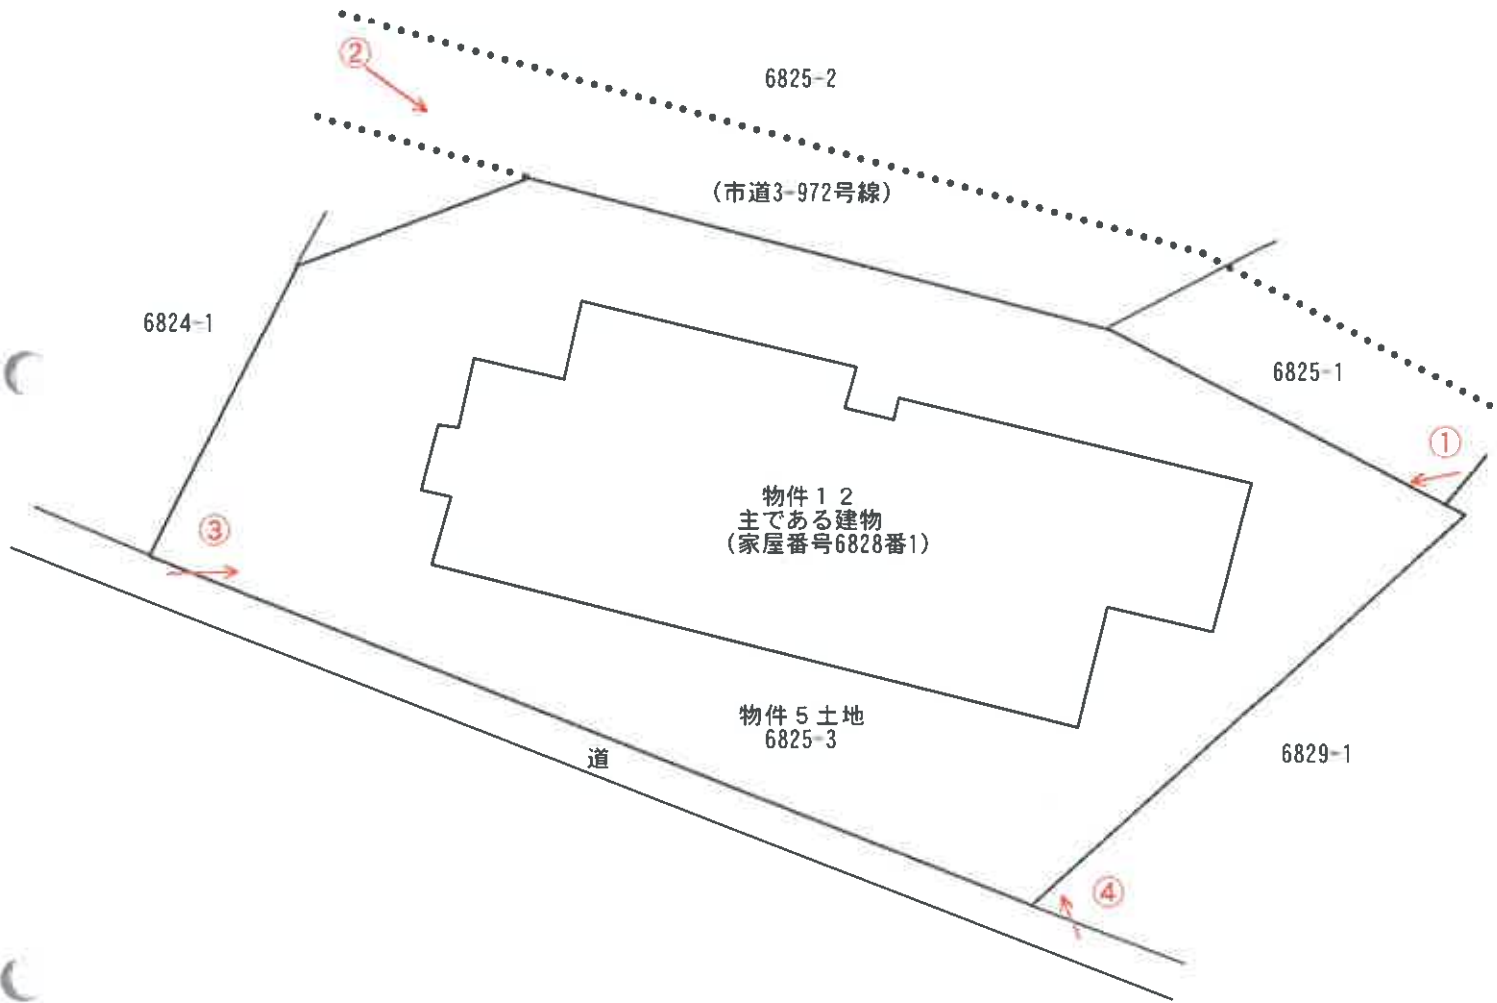 ②
6825-2
(市道3-972号線)
6824-1
6825-1
①
物件１２
主である建物
(家屋番号6828番1)
③
物件５土地
6825-3
道
6829-1
④